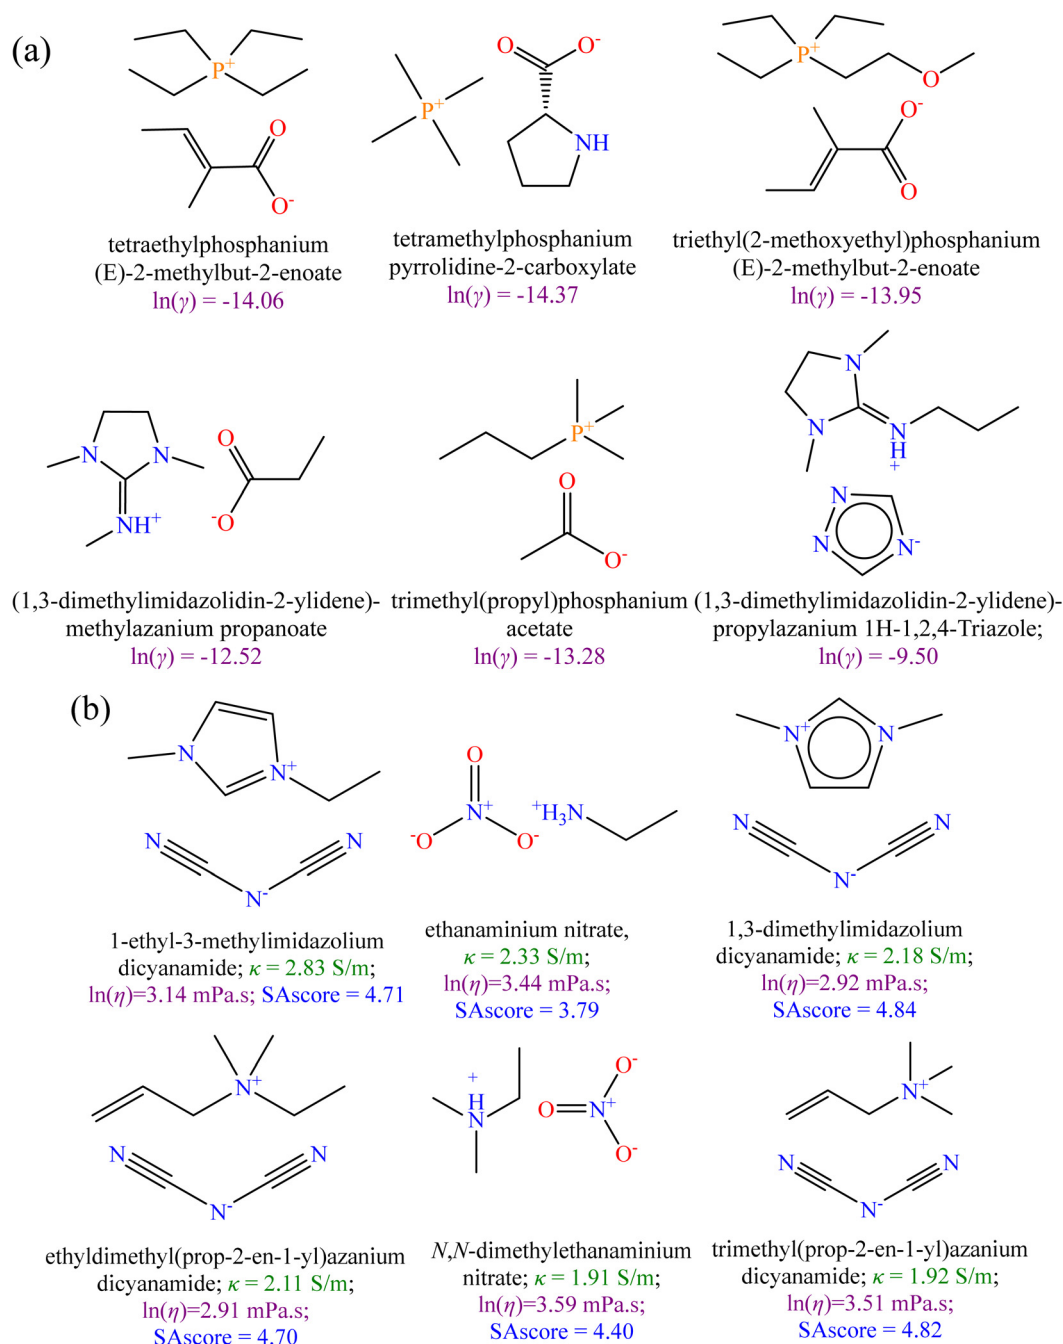 (a)
P+
P+
O
O-
NH
P+
O
O
O-
O-
O
tetraethylphosphanium
(E)-2-methylbut-2-enoate
ln(γ) = -14.06
tetramethylphosphanium
pyrrolidine-2-carboxylate
ln(γ) = -14.37
triethyl(2-methoxyethyl)phosphanium
(E)-2-methylbut-2-enoate
ln(γ) = -13.95
N
N
NH+
O
-O
P+
O
O-
N
N
N
H
+
N
N
N-
(1,3-dimethylimidazolidin-2-ylidene)-
methylazanium propanoate
ln(γ) = -12.52
trimethyl(propyl)phosphanium
acetate
ln(γ) = -13.28
(1,3-dimethylimidazolidin-2-ylidene)-
propylazanium 1H-1,2,4-Triazole;
ln(γ) = -9.50
(b)
N
N+
N
N
N-
O
N+
-O
O-
+H3N
N+
N
N
N
N-
1-ethyl-3-methylimidazolium
dicyanamide; κ = 2.83 S/m;
ln(η)=3.14 mPa.s; SAscore = 4.71
ethanaminium nitrate,
κ = 2.33 S/m;
ln(η)=3.44 mPa.s;
SAscore = 3.79
1,3-dimethylimidazolium
dicyanamide; κ = 2.18 S/m;
ln(η)=2.92 mPa.s;
SAscore = 4.84
N+
N
N
N-
+
H
N
O
N+
O-
O-
N+
N
N
N-
ethyldimethyl(prop-2-en-1-yl)azanium
dicyanamide; κ = 2.11 S/m;
ln(η)=2.91 mPa.s;
SAscore = 4.70
N,N-dimethylethanaminium
nitrate; κ = 1.91 S/m;
ln(η)=3.59 mPa.s;
SAscore = 4.40
trimethyl(prop-2-en-1-yl)azanium
dicyanamide; κ = 1.92 S/m;
ln(η)=3.51 mPa.s;
SAscore = 4.82